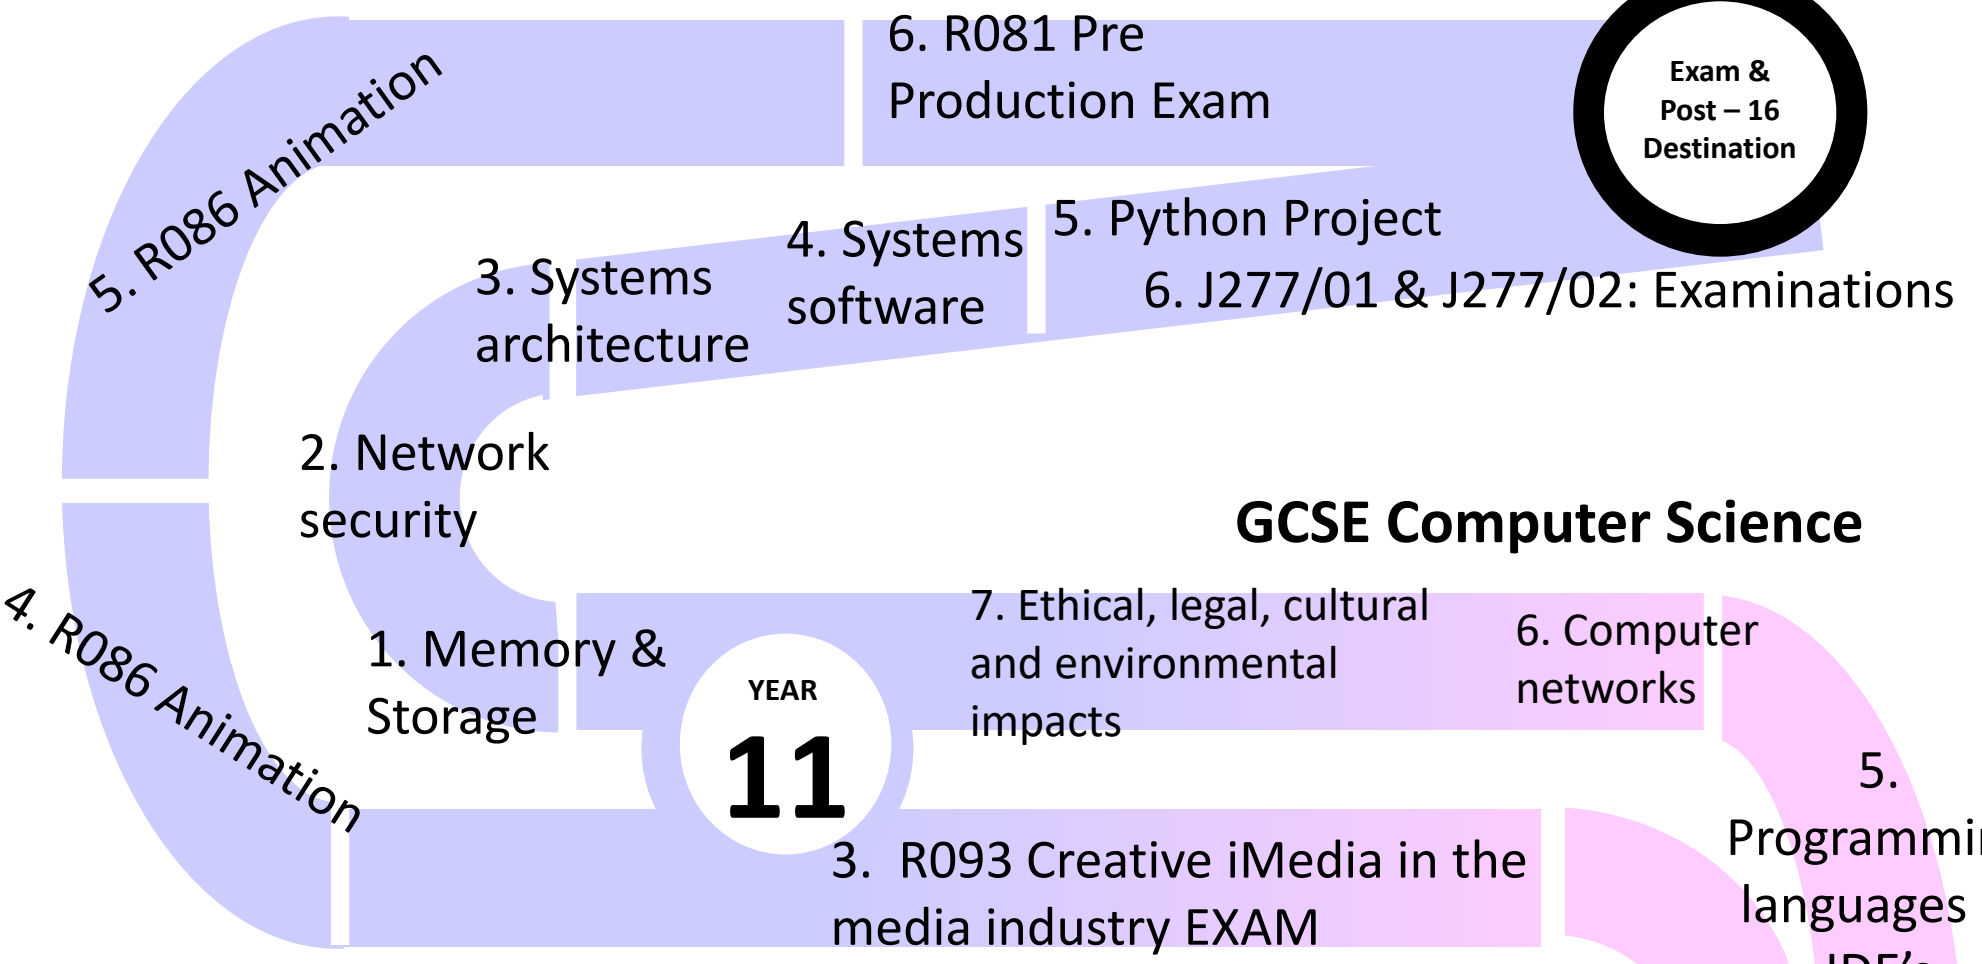 6. R081 Pre
Production Exam
Exam &
Post – 16
Destination
5. R086 Animation
5. Python Project
4. Systems
software
3. Systems
architecture
6. J277/01 & J277/02: Examinations
2. Network
security
GCSE Computer Science
4. R086 Animation
1. Memory &
Storage
YEAR
11
7. Ethical, legal, cultural
and environmental
impacts
6. Computer
networks
5.
languages
3. R093 Creative iMedia in the
media industry EXAM